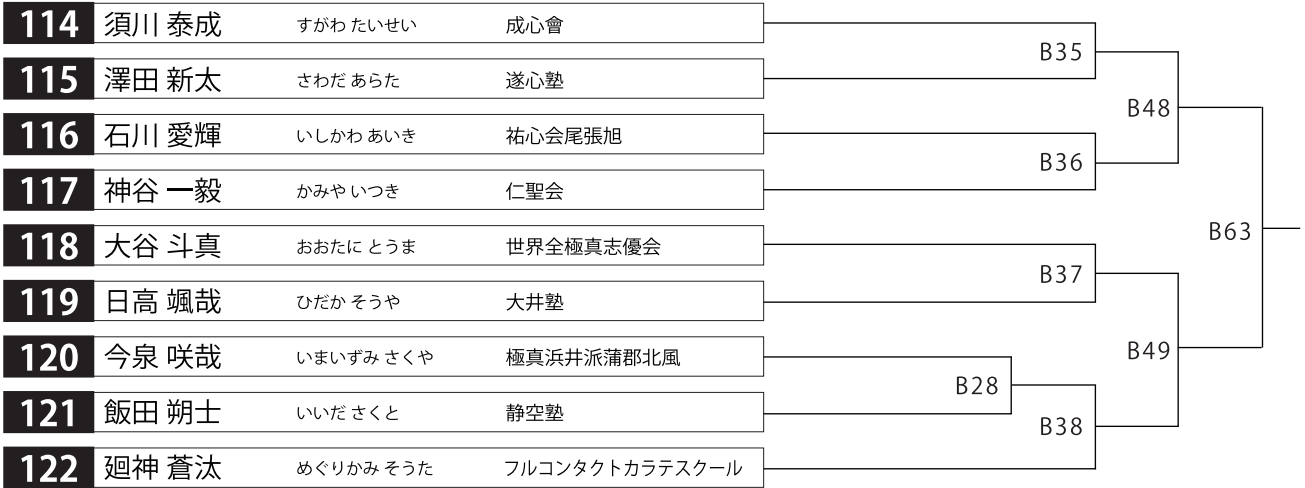 114 須川 泰成 すがわ たいせい 成心會
115 澤田 新太 さわだ あらた 遂心塾
116 石川 愛輝 いしかわ あいき 祐心会尾張旭
117 神谷 一毅 かみや いつき 仁聖会
118 大谷 斗真 おおたに とうま 世界全極真志優会
119 日高 颯哉 ひだか そうや 大井塾
120 今泉 咲哉 いまいずみ さくや 極真浜井派蒲郡北風
121 飯田 朔士 いいだ さくと 静空塾
122 廻神 蒼汰 めぐりかみ そうた フルコンタクトカラテスクール
B35
B36
B37
B28
B38
B48
B49
B63